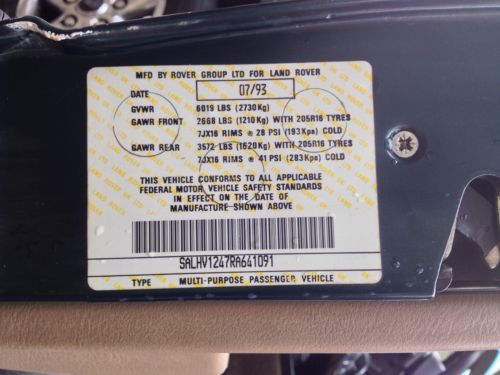 MFD BY ROVER GROUP LTD FOR LAND ROVER
DATE 07/93
GVWR 6019 LBS (2730Kg)
GAWR FRONT 2668 LBS (1210Kg) WITH 205R16 TYRES
7JX16 RIMS @ 28 PSI (193Kpa) COLD
GAWR REAR 3572 LBS (1620Kg) WITH 205R16 TYRES
7JX16 RIMS @ 41 PSI (283Kpa) COLD
THIS VEHICLE CONFORMS TO ALL APPLICABLE
FEDERAL MOTOR VEHICLE SAFETY STANDARDS
IN EFFECT ON THE DATE OF
MANUFACTURE SHOWN ABOVE
SALHV1247RA641091
TYPE MULTI-PURPOSE PASSENGER VEHICLE